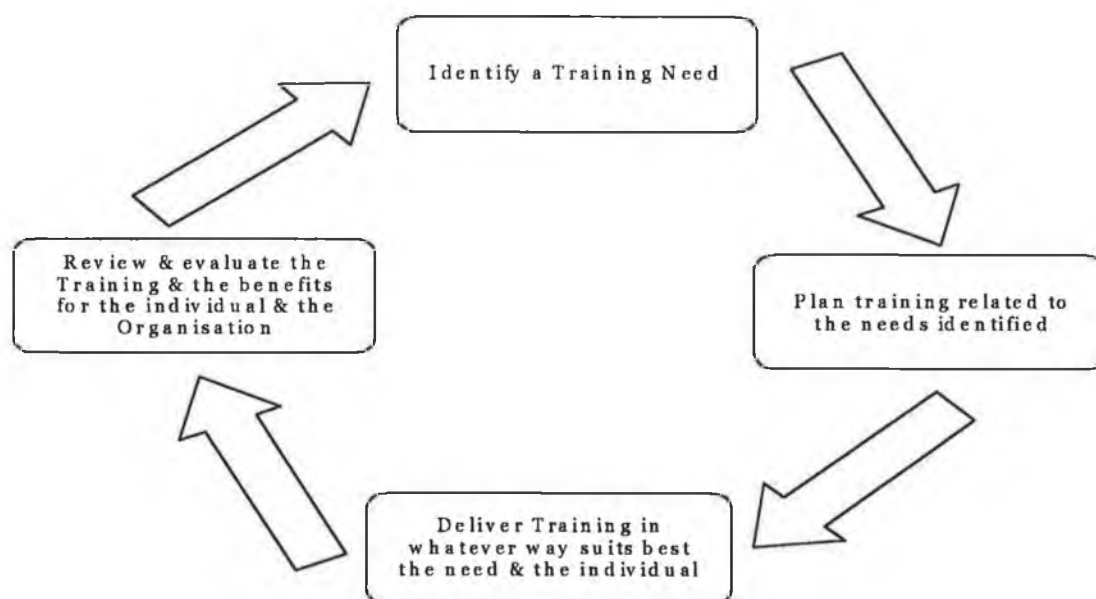 Identify a Training Need
Plan training related to
the needs identified
Deliver Training in
whatever way suits best
the need & the individual
Review & evaluate the
Training & the benefits
for the individual & the
Organisation